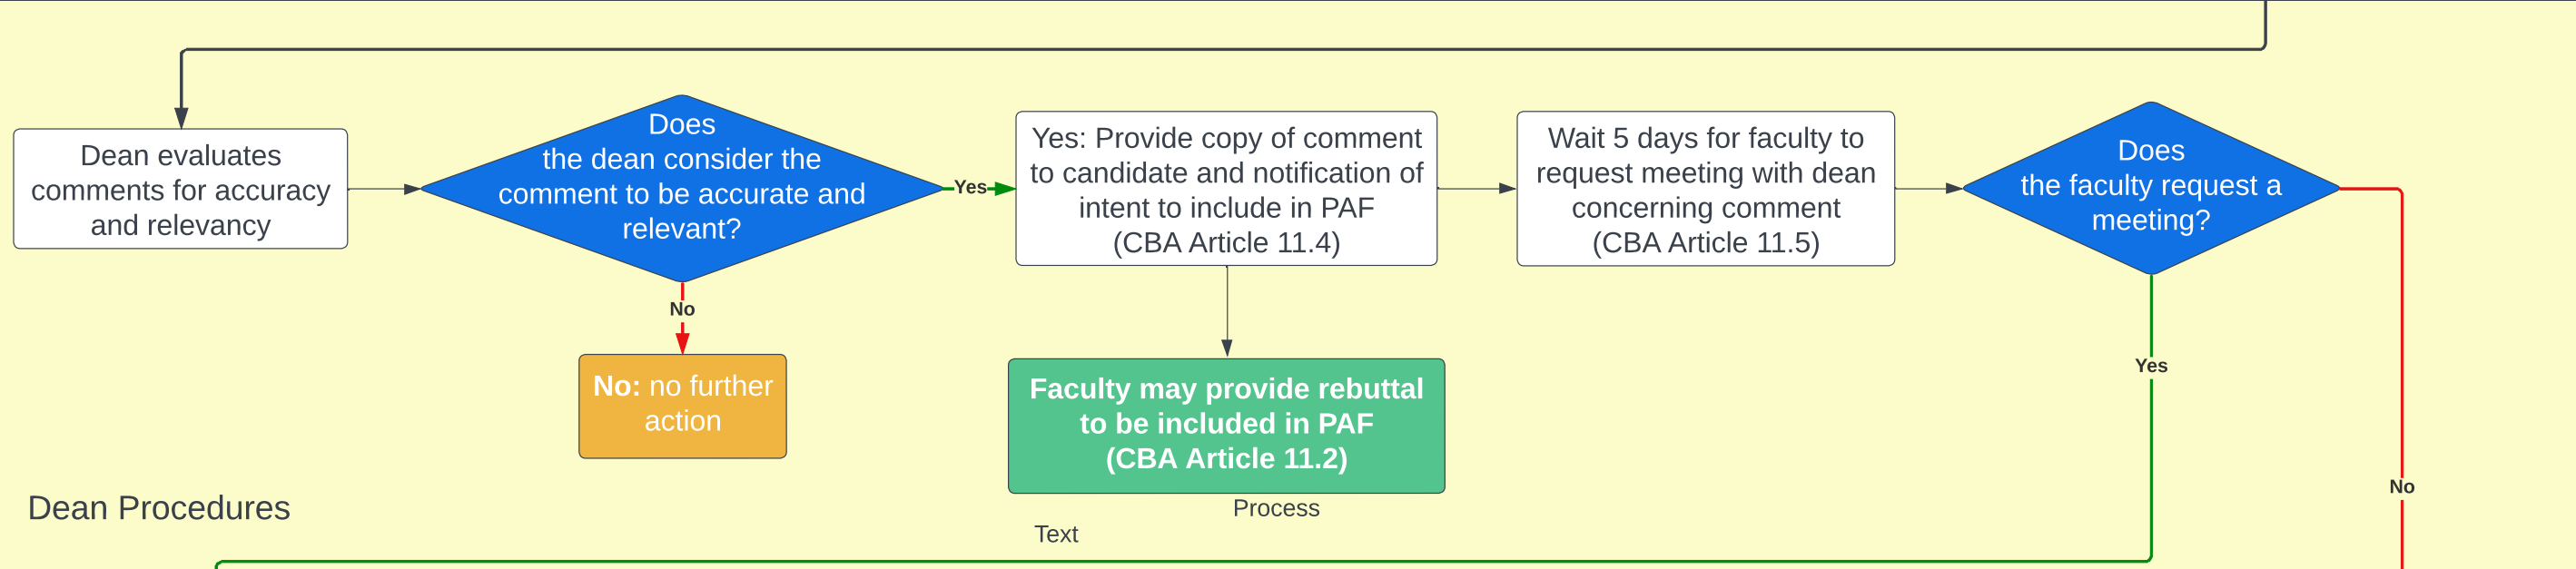 Dean evaluates
comments for accuracy
and relevancy
Does
the dean consider the
comment to be accurate and
relevant?
Yes
Yes: Provide copy of comment
to candidate and notification of
intent to include in PAF
(CBA Article 11.4)
Wait 5 days for faculty to
request meeting with dean
concerning comment
(CBA Article 11.5)
Does
the faculty request a
meeting?
No
No: no further
action
Faculty may provide rebuttal
to be included in PAF
(CBA Article 11.2)
Yes
No
Dean Procedures
Process
Text